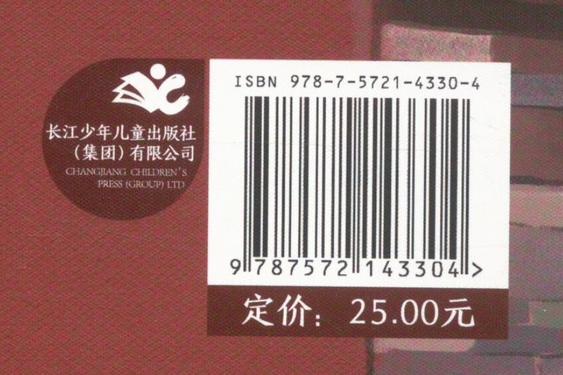 长江少年儿童出版社
（集团）有限公司
CHANGJIANG CHILDREN'S
PRESS (GROUP) LTD
ISBN 978-7-5721-4330-4
9 787572 143304 >
定价：25.00元